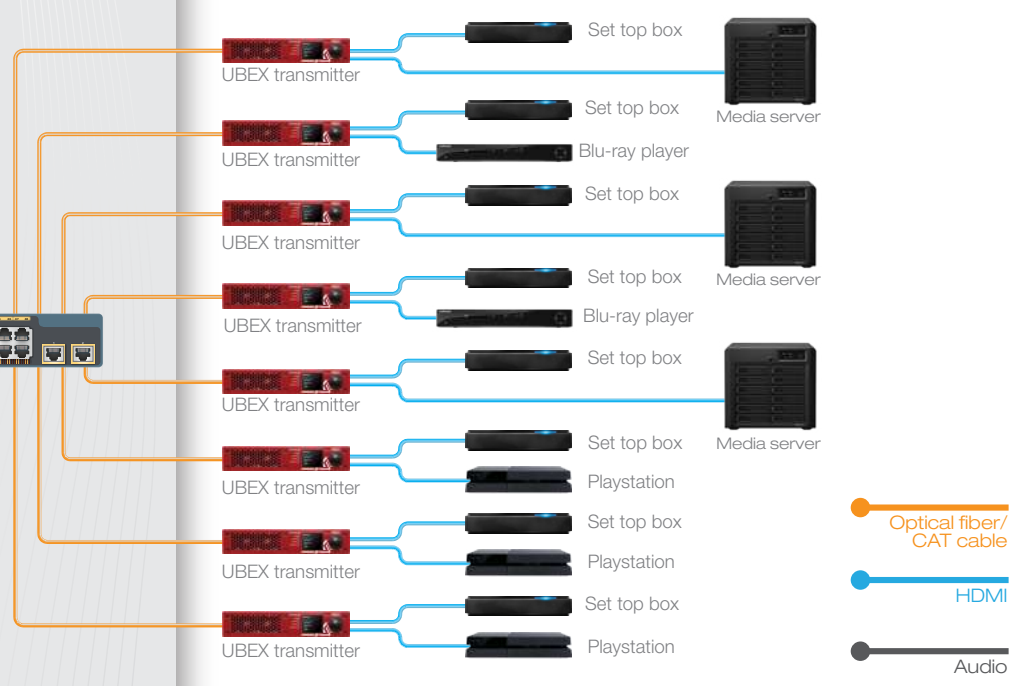 Set top box
UBEX transmitter
Media server
Set top box
UBEX transmitter
Blu-ray player
Set top box
UBEX transmitter
Media server
Set top box
UBEX transmitter
Blu-ray player
Set top box
UBEX transmitter
Media server
Set top box
UBEX transmitter
Playstation
Set top box
UBEX transmitter
Playstation
Set top box
UBEX transmitter
Playstation
Optical fiber/
CAT cable
HDMI
Audio